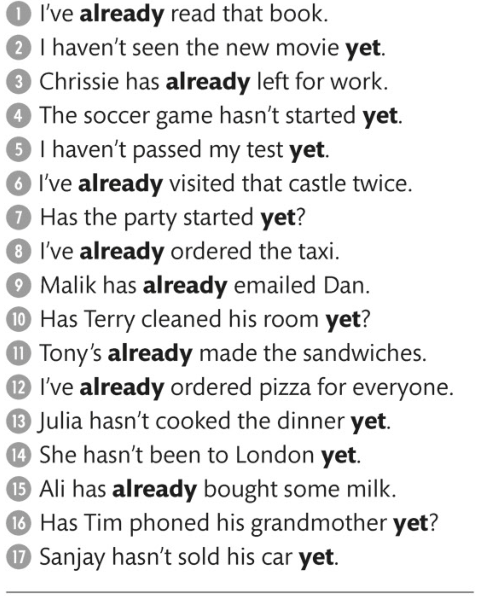 1 I've already read that book.
2 I haven't seen the new movie yet.
3 Chrissie has already left for work.
4 The soccer game hasn't started yet.
5 I haven't passed my test yet.
6 I've already visited that castle twice.
7 Has the party started yet?
8 I've already ordered the taxi.
9 Malik has already emailed Dan.
10 Has Terry cleaned his room yet?
11 Tony's already made the sandwiches.
12 I've already ordered pizza for everyone.
13 Julia hasn't cooked the dinner yet.
14 She hasn't been to London yet.
15 Ali has already bought some milk.
16 Has Tim phoned his grandmother yet?
17 Sanjay hasn't sold his car yet.